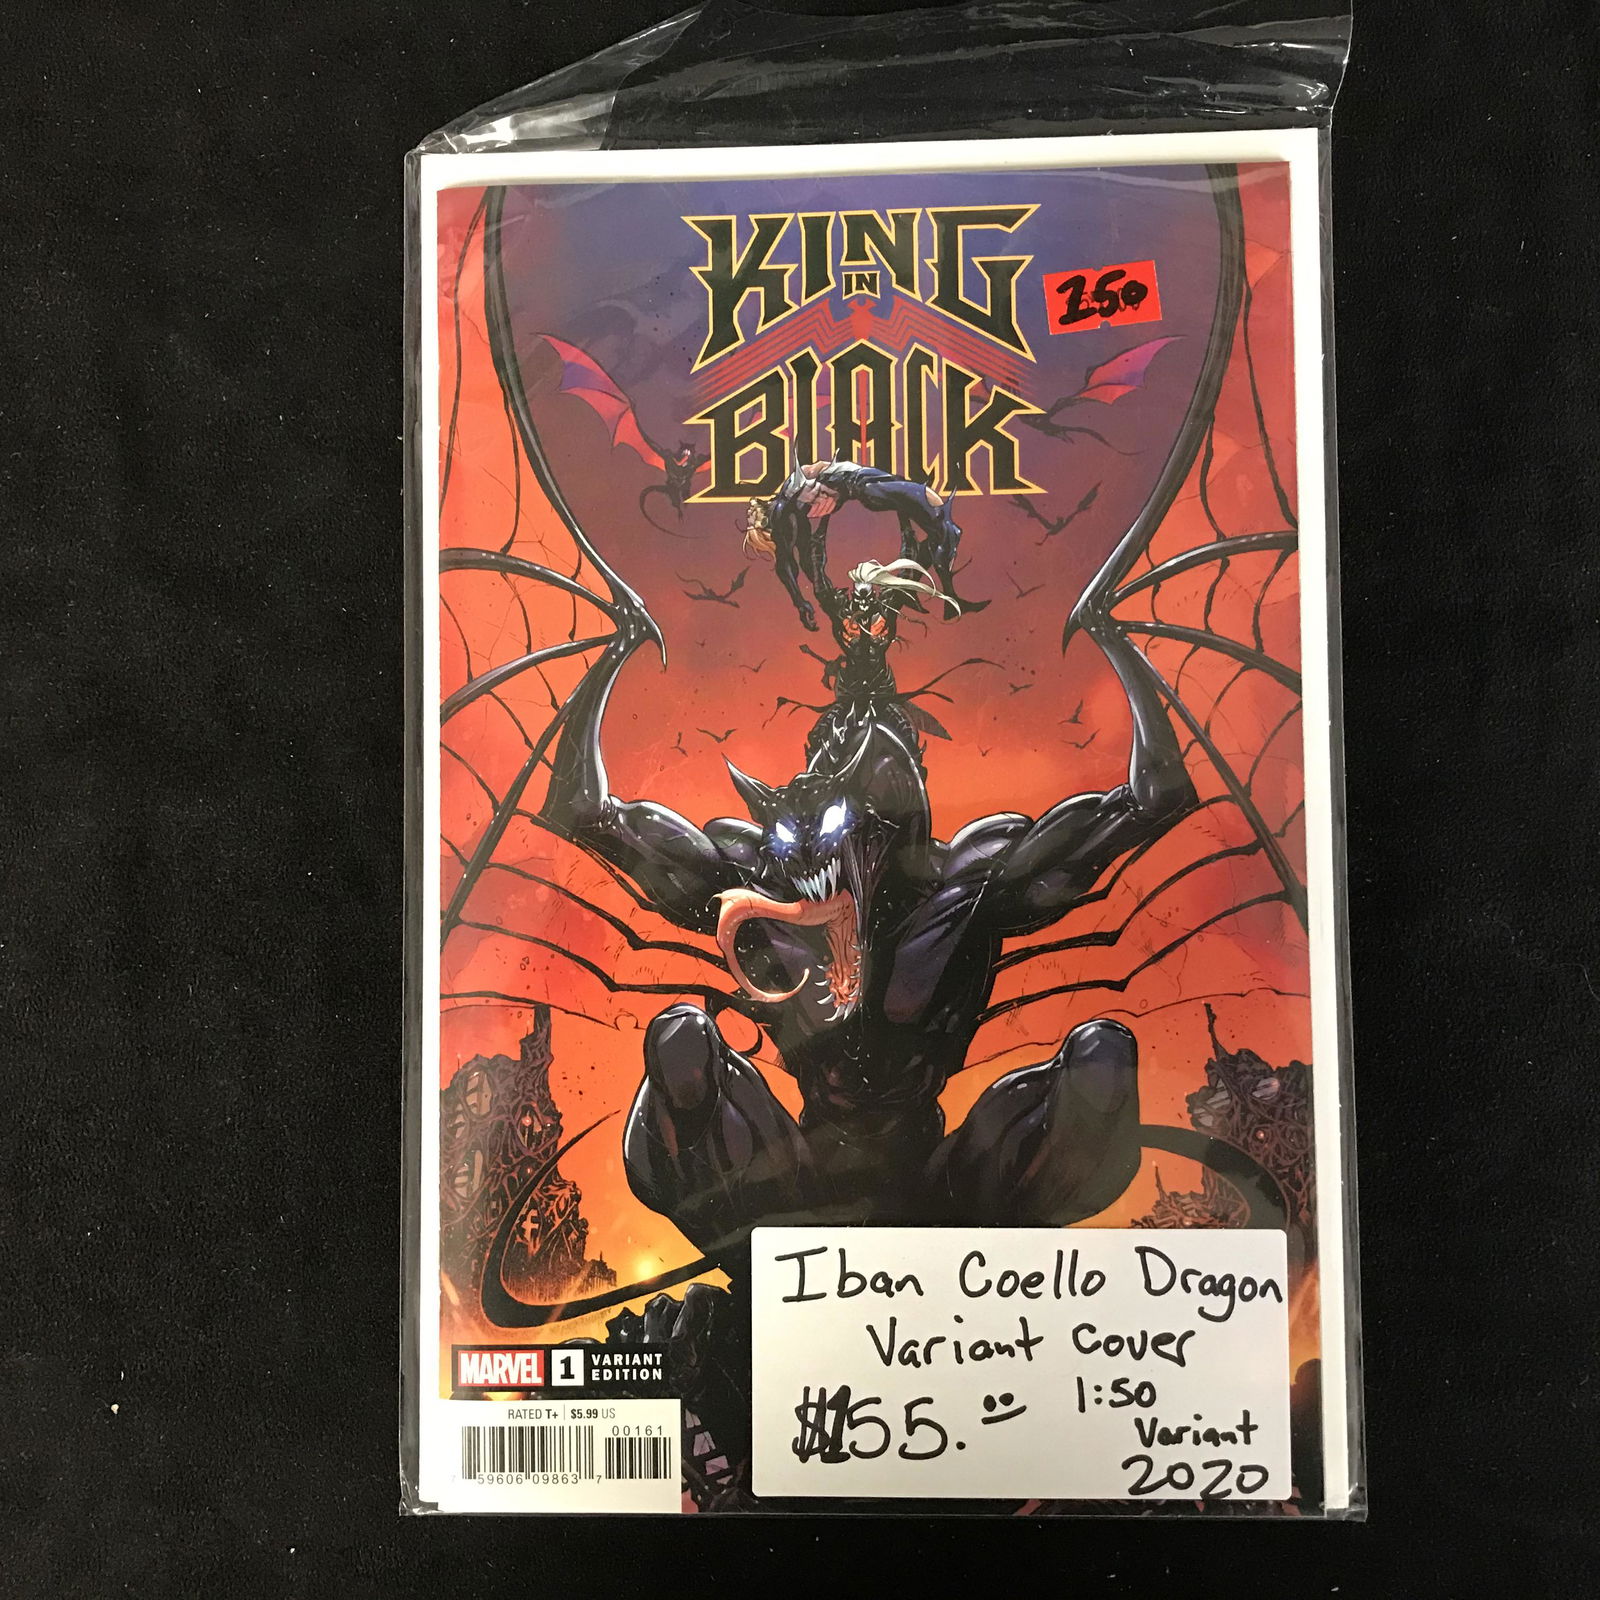 KING
IN
BLACK
250
MARVEL 1 VARIANT
EDITION
RATED T+ $5.99 US
00161
7 59606 09863 7
Iban Coello Dragon
Variant Cover
$155.00 1:50
Variant
2020